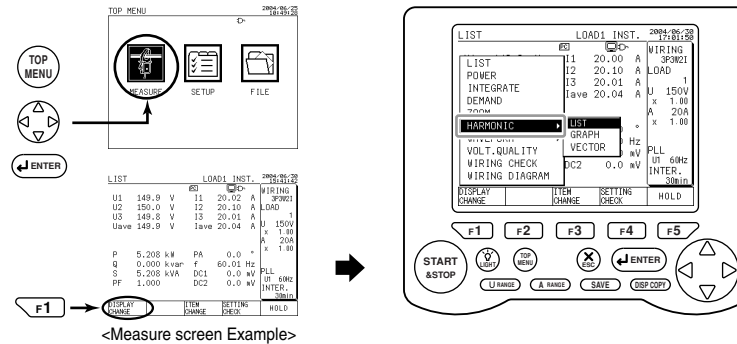 TOP MENU
2004/06/25
10:49:26
TOP
MENU
MEASURE
SETUP
FILE
ENTER
LIST
LOAD1 INST.
2004/06/30
15:41:42
U1 149.9 V I1 20.02 A
U2 150.0 V I2 20.10 A
U3 149.8 V I3 20.01 A
Uave 149.9 V Iave 20.04 A
P 5.208 kW PA 0.0 °
Q 0.000 kvar f 60.01 Hz
S 5.208 kVA DC1 0.0 mV
PF 1.000 DC2 0.0 mV
WIRING
3P3W2I
LOAD
1
U 150V
x 1.00
A 20A
x 1.00
PLL
U1 60Hz
INTER.
30min
DISPLAY
CHANGE
ITEM
CHANGE
SETTING
CHECK
HOLD
F1
<Measure screen Example>
LIST
LOAD1 INST.
2004/06/30
17:01:50
PC
LIST
POWER
INTEGRATE
DEMAND
HARMONIC
VOLT.QUALITY
WIRING CHECK
WIRING DIAGRAM
LIST
GRAPH
VECTOR
I1 20.00 A
I2 20.10 A
I3 20.01 A
Iave 20.04 A
°
Hz
mV
DC2 0.0 mV
WIRING
3P3W2I
LOAD
1
U 150V
x 1.00
A 20A
x 1.00
PLL
U1 60Hz
INTER.
30min
DISPLAY
CHANGE
ITEM
CHANGE
SETTING
CHECK
HOLD
F1
F2
F3
F4
F5
START
&STOP
LIGHT
TOP
MENU
ESC
ENTER
U RANGE
A RANGE
SAVE
DISP COPY